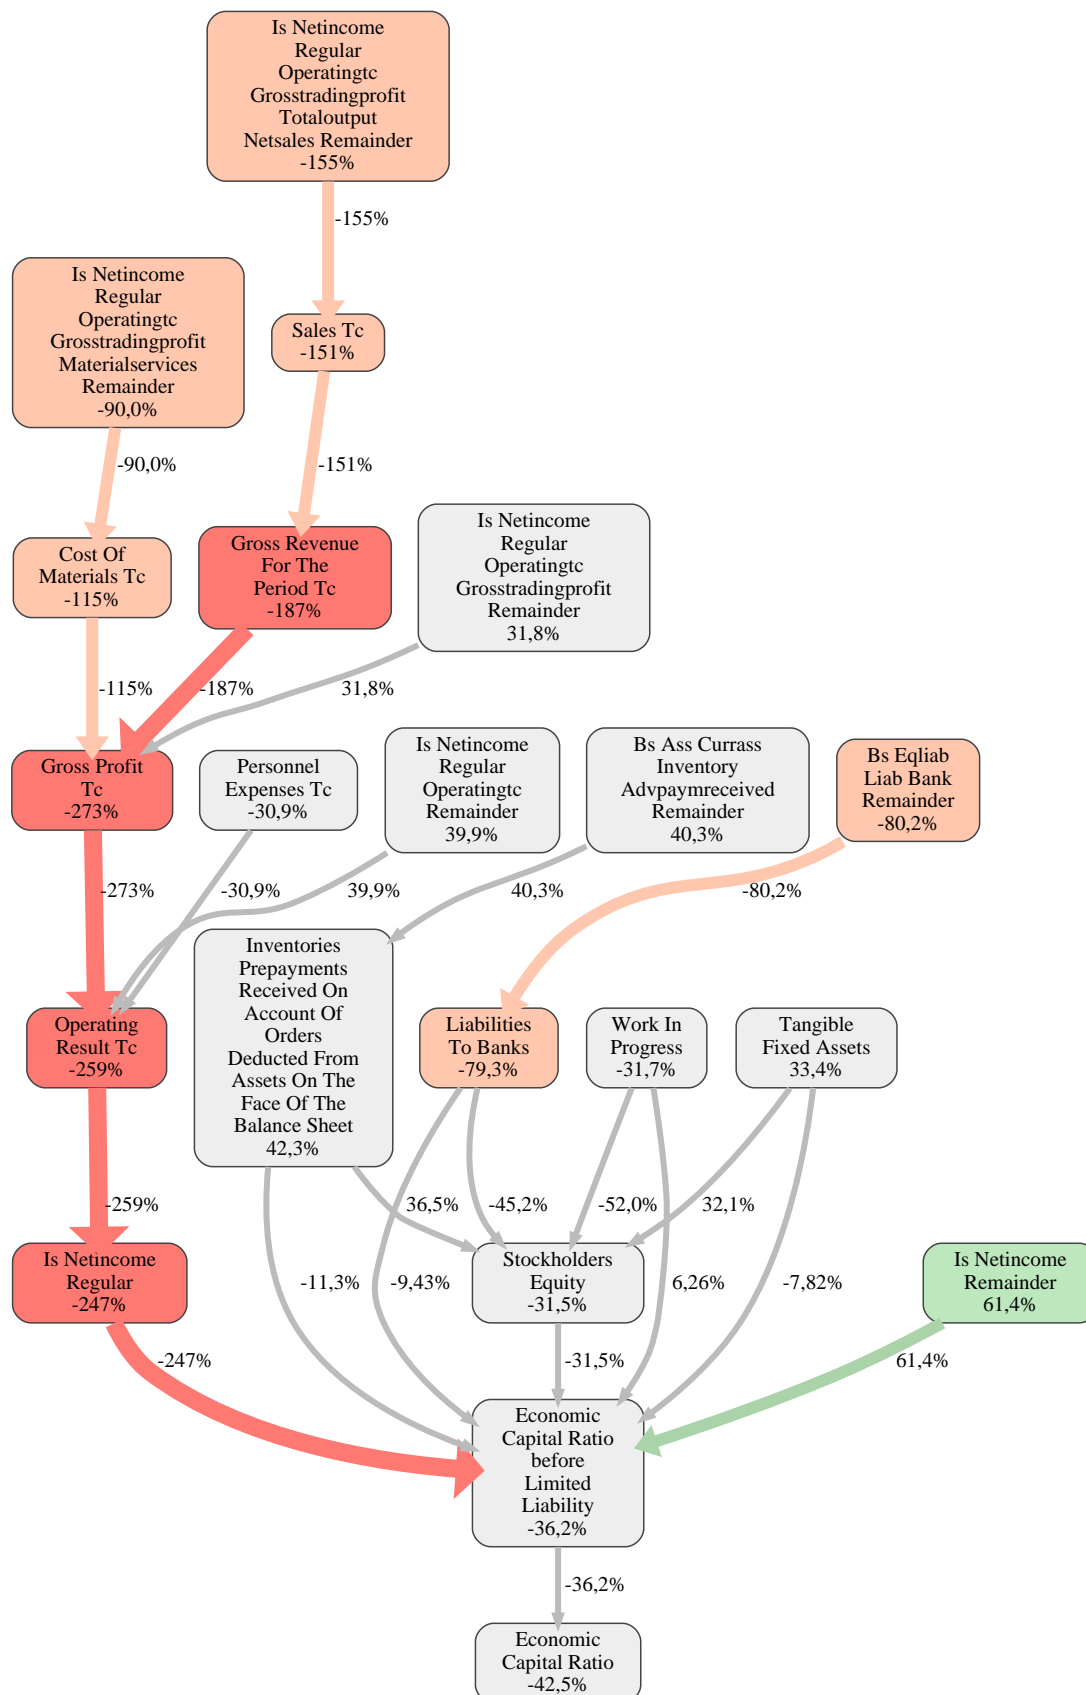 Is Netincome
Regular
Operatingtc
Grosstradingprofit
Totaloutput
Netsales Remainder
-155%
-155%
Is Netincome
Regular
Operatingtc
Grosstradingprofit
Materialservices
Remainder
-90,0%
Sales Tc
-151%
-90,0%
-151%
Cost Of
Materials Tc
-115%
Gross Revenue
For The
Period Tc
-187%
Is Netincome
Regular
Operatingtc
Grosstradingprofit
Remainder
31,8%
-115%
-187%
31,8%
Gross Profit
Tc
-273%
Personnel
Expenses Tc
-30,9%
Is Netincome
Regular
Operatingtc
Remainder
39,9%
Bs Ass Currass
Inventory
Advpaymreceived
Remainder
40,3%
Bs Eqliab
Liab Bank
Remainder
-80,2%
-273%
-30,9%
39,9%
40,3%
-80,2%
Operating
Result Tc
-259%
Inventories
Prepayments
Received On
Account Of
Orders
Deducted From
Assets On The
Face Of The
Balance Sheet
42,3%
Liabilities
To Banks
-79,3%
Work In
Progress
-31,7%
Tangible
Fixed Assets
33,4%
-259%
36,5%
-45,2%
-52,0%
32,1%
Is Netincome
Regular
-247%
-11,3%
-9,43%
Stockholders
Equity
-31,5%
6,26%
-7,82%
Is Netincome
Remainder
61,4%
-247%
-31,5%
61,4%
Economic
Capital Ratio
before
Limited
Liability
-36,2%
-36,2%
Economic
Capital Ratio
-42,5%